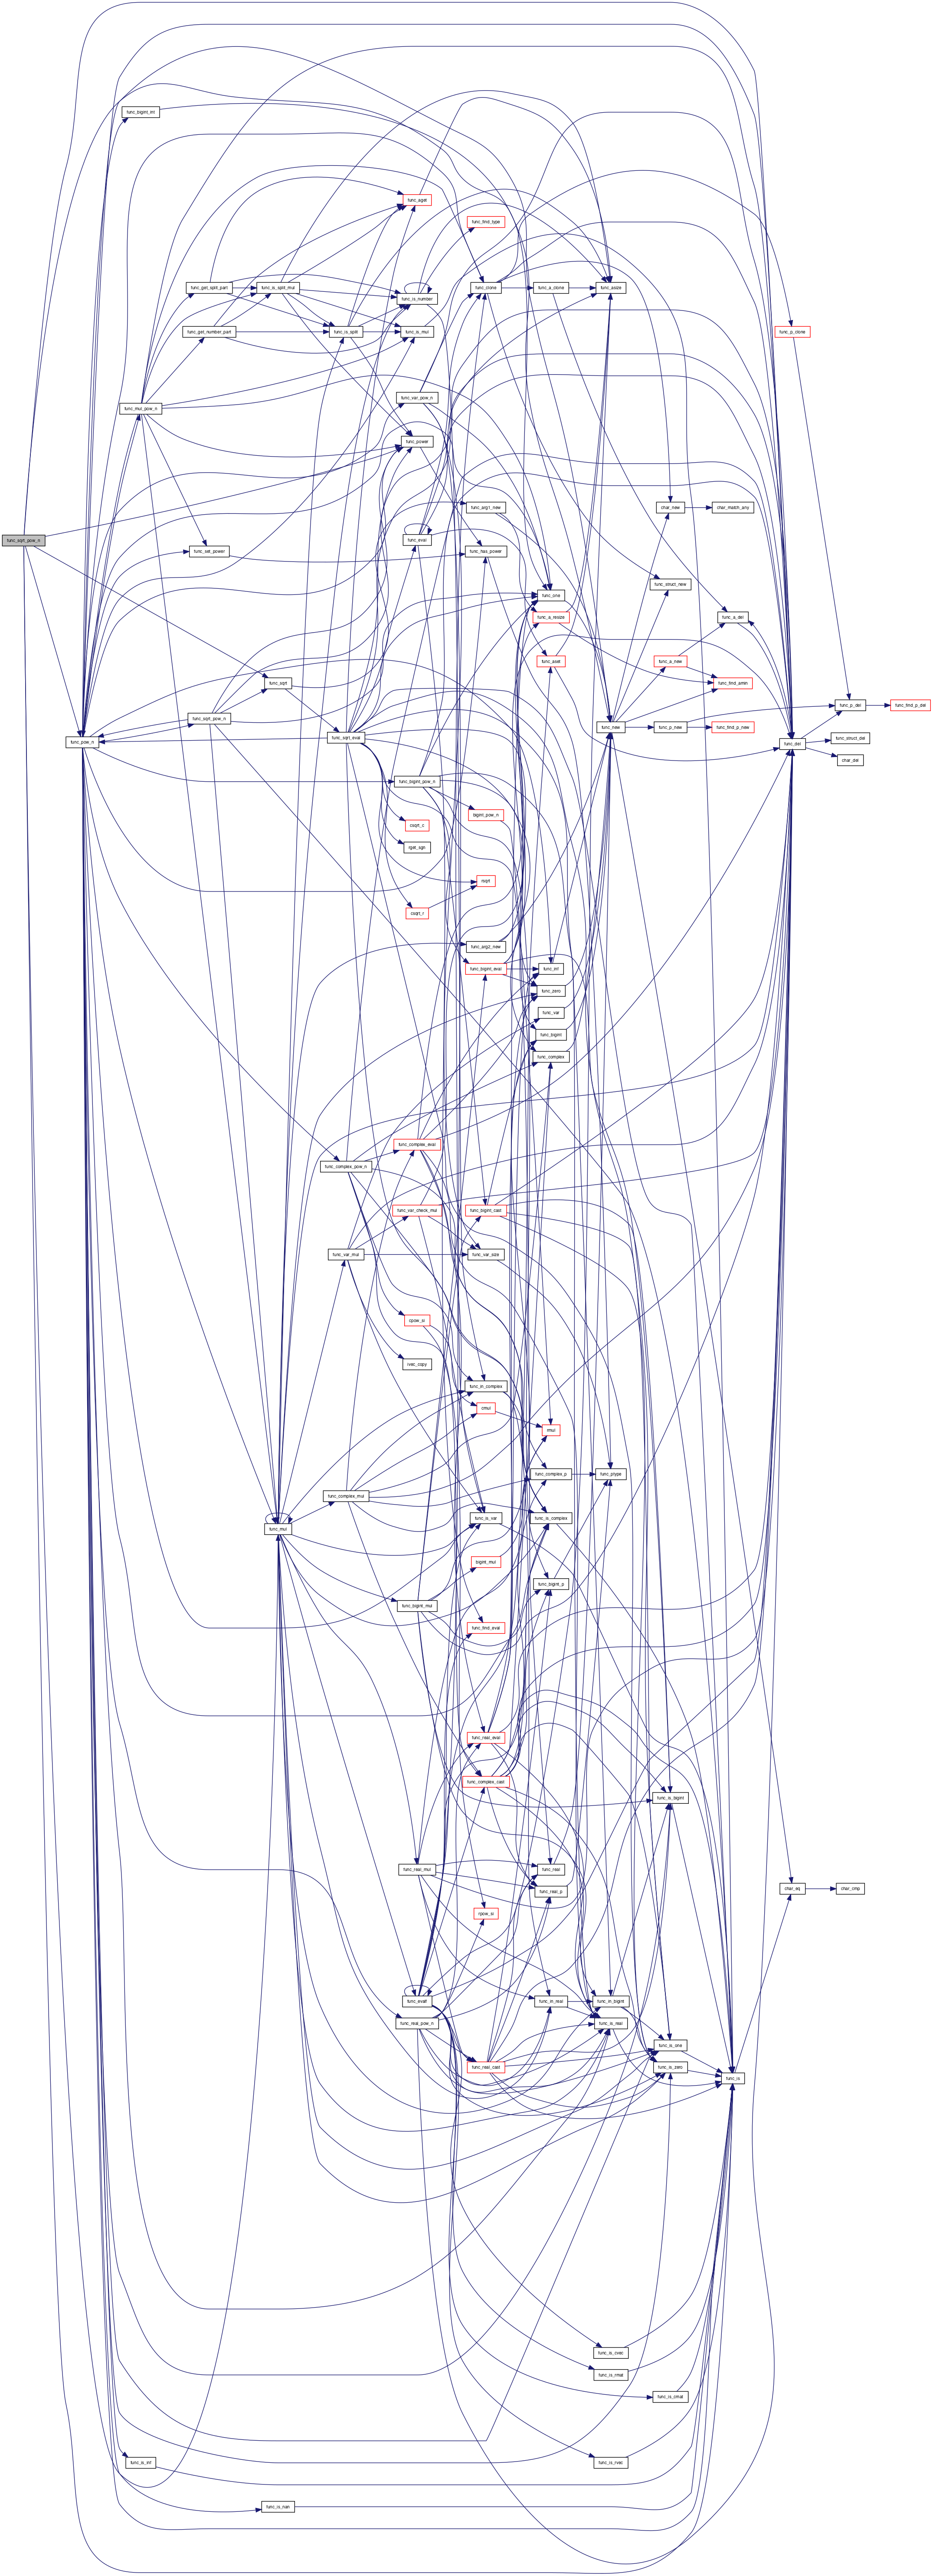 func_bigint_int
func_aget
func_find_type
func_get_split_part
func_is_split_mul
func_is_number
func_clone
func_a_clone
func_asize
func_get_number_part
func_is_split
func_is_mul
func_p_clone
func_var_pow_n
func_mul_pow_n
func_power
func_arg1_new
char_new
char_match_any
func_sqrt_pow_n
func_eval
func_set_power
func_has_power
func_struct_new
func_one
func_a_resize
func_a_del
func_aset
func_a_new
func_sqrt
func_find_amin
func_p_del
func_find_p_del
func_sqrt_pow_n
func_new
func_p_new
func_find_p_new
func_pow_n
func_sqrt_eval
func_del
func_struct_del
char_del
func_bigint_pow_n
bigint_pow_n
csqrt_c
rget_sgn
rsqrt
csqrt_r
func_arg2_new
func_bigint_eval
func_inf
func_zero
func_var
func_bigint
func_complex
func_complex_eval
func_complex_pow_n
func_var_check_mul
func_bigint_cast
func_var_mul
func_var_size
cpow_si
rvec_copy
func_in_complex
cmul
rmul
func_complex_p
func_ptype
func_complex_mul
func_is_var
func_is_complex
func_mul
bigint_mul
func_bigint_p
func_bigint_mul
func_find_eval
func_real_eval
func_complex_cast
func_is_bigint
func_real_mul
func_real
func_real_p
char_eq
char_cmp
rpow_si
func_evalf
func_in_real
func_in_bigint
func_real_pow_n
func_is_real
func_is_one
func_real_cast
func_is_zero
func_is
func_is_cvec
func_is_rmat
func_is_cmat
func_is_inf
func_is_rvec
func_is_nan